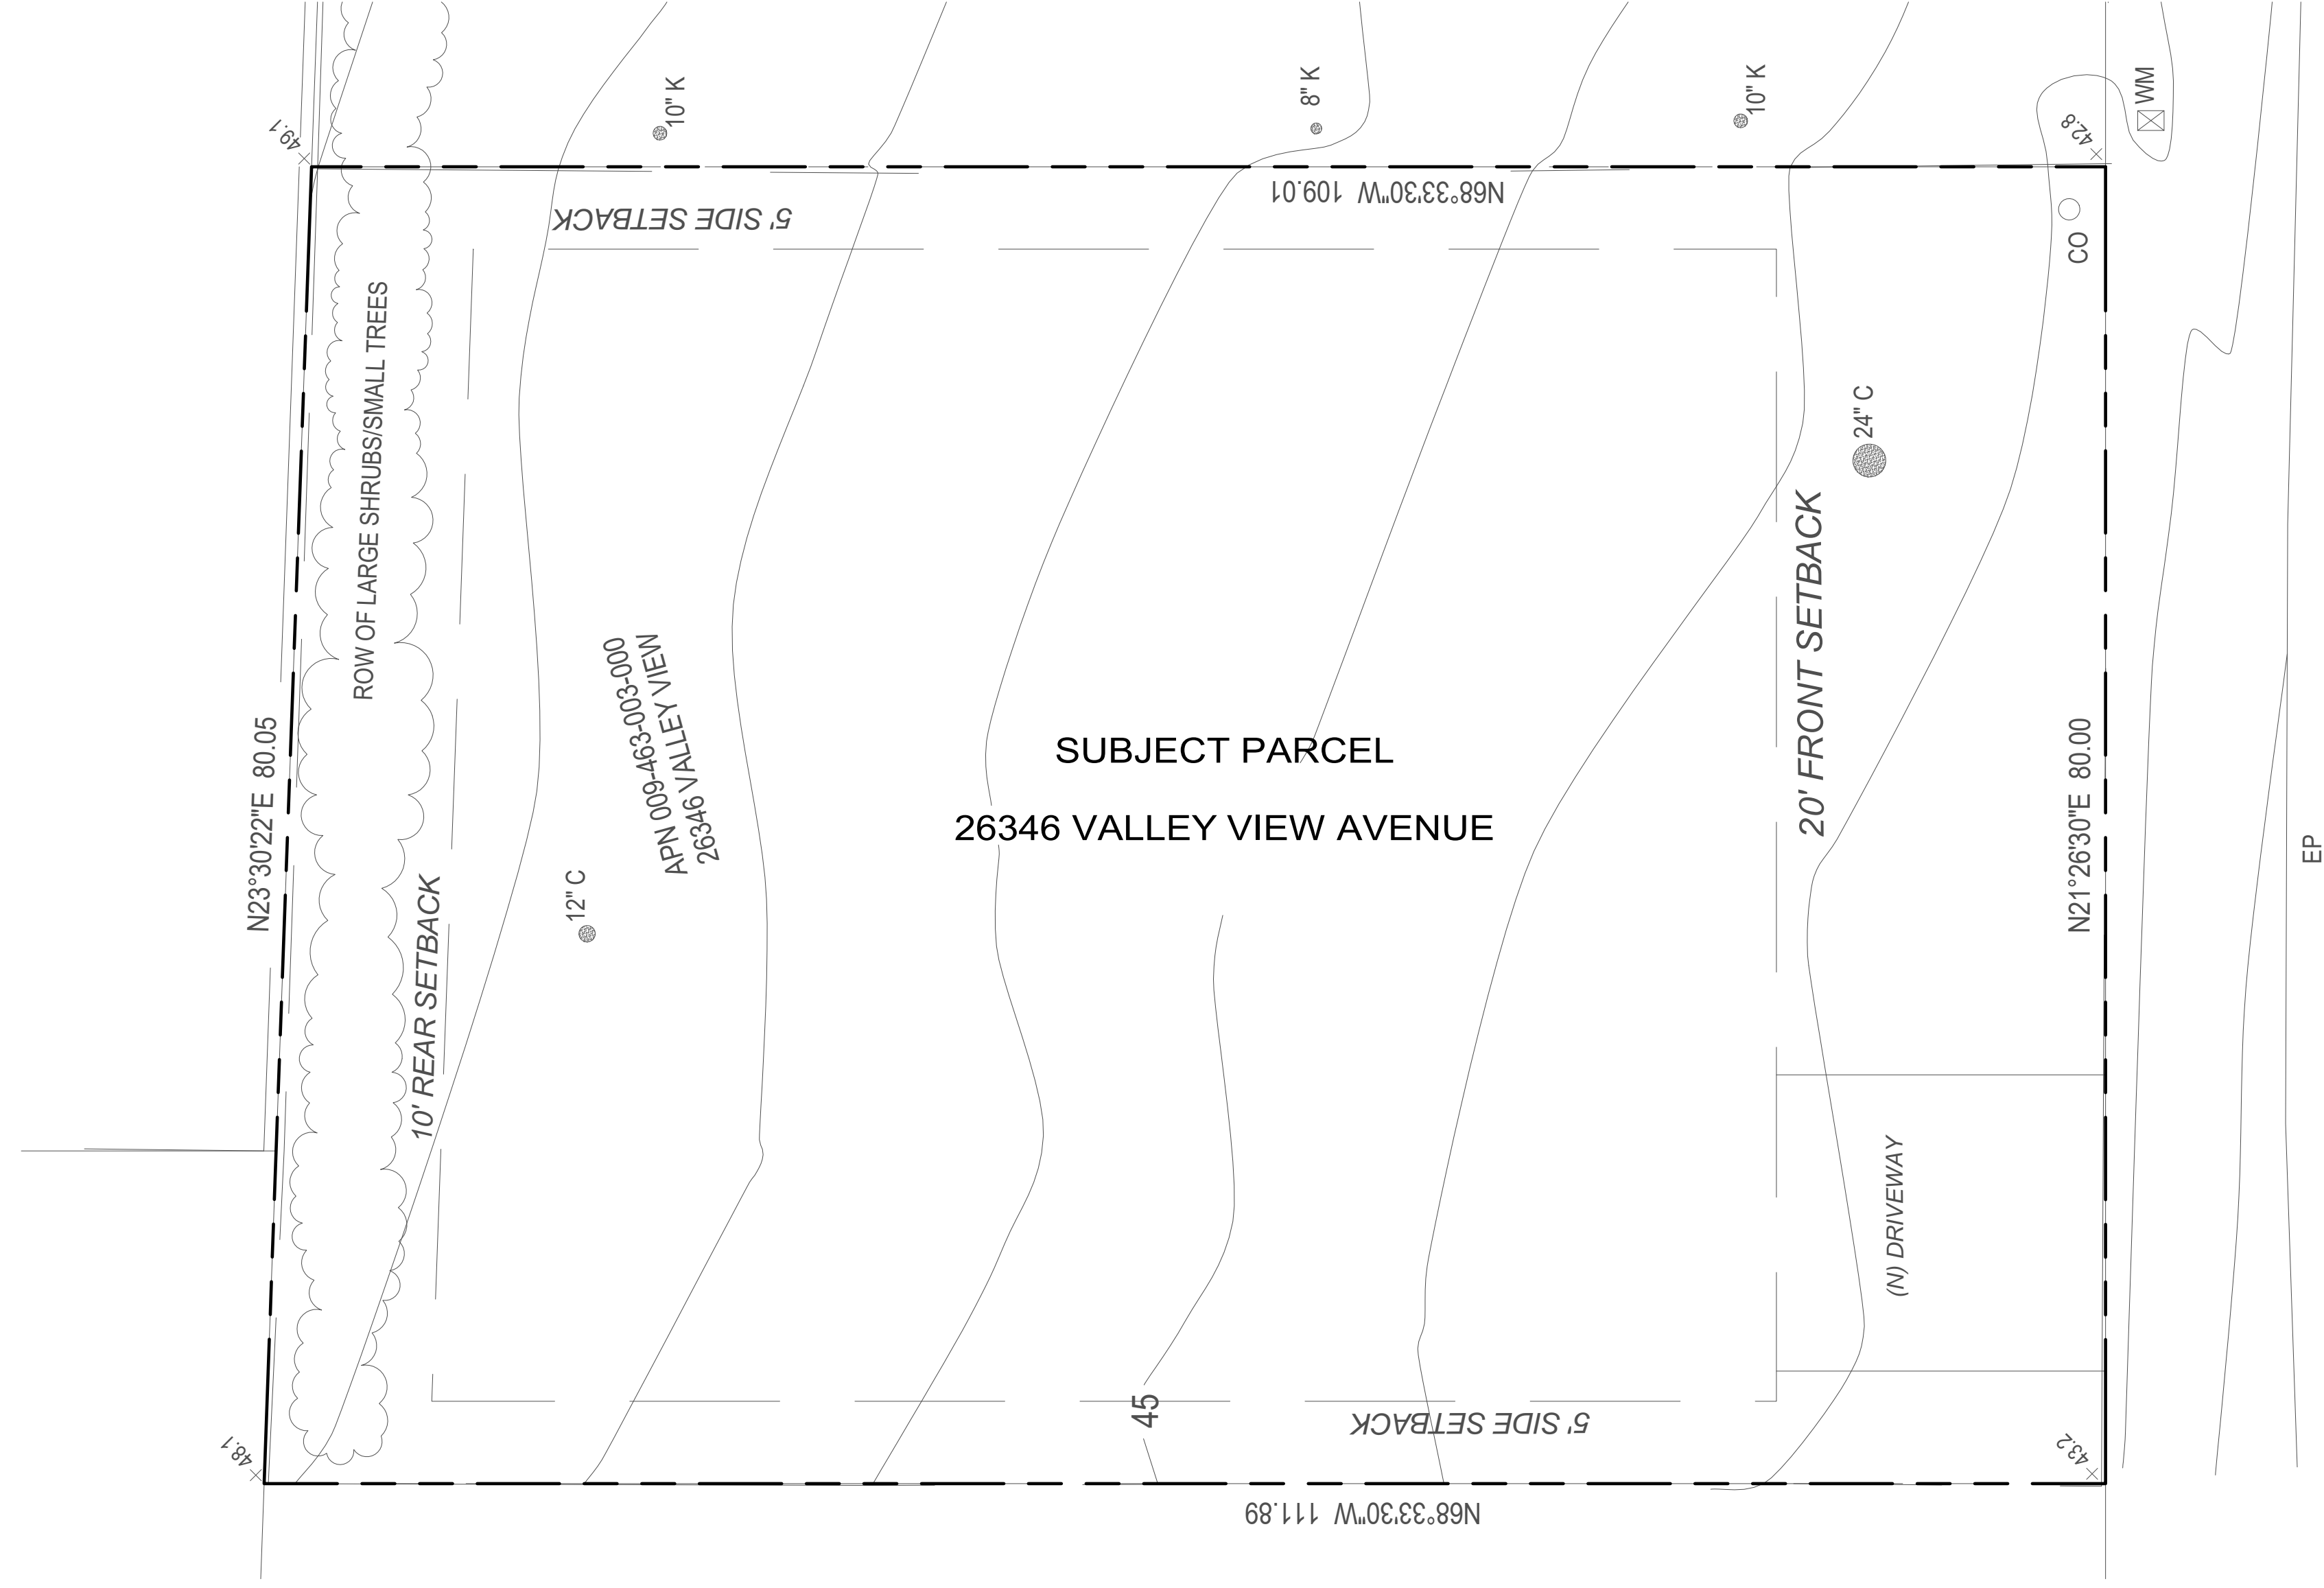 10" K
8" K
10" K
WM
49.1
42.8
N68°33'30"W 109.01
5' SIDE SETBACK
CO
ROW OF LARGE SHRUBS/SMALL TREES
24" C
20' FRONT SETBACK
N23°30'22"E 80.05
APN 009-463-003-000
26346 VALLEY VIEW
SUBJECT PARCEL
26346 VALLEY VIEW AVENUE
N21°26'30"E 80.00
EP
12" C
10' REAR SETBACK
(N) DRIVEWAY
45
5' SIDE SETBACK
48.1
43.2
N68°33'30"W 111.89